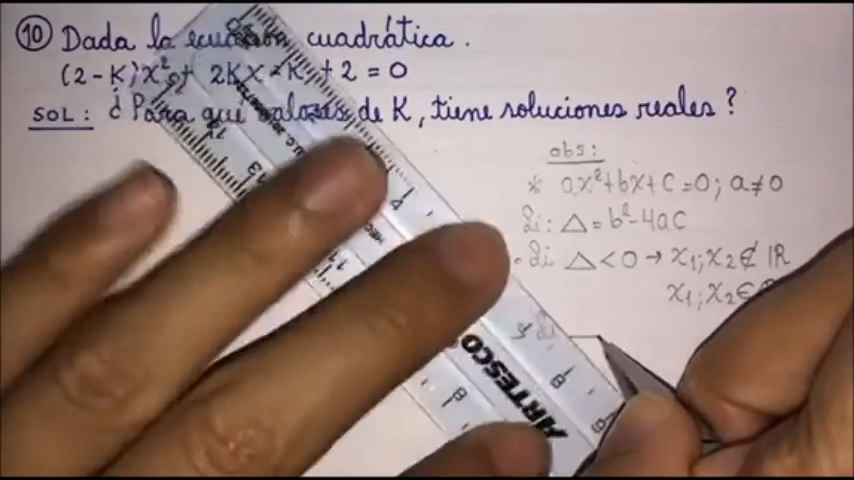 10 Dada la ecuación cuadrática.
(2-K)x² + 2Kx - K + 2 = 0
SOL: ¿Para qué valores de K, tiene soluciones reales?
obs:
* ax²+bx+c=0; a≠0
Si: △ = b²-4ac
• Si △<0 → x₁; x₂ ∉ IR
x₁; x₂ ∈
ARTESCO